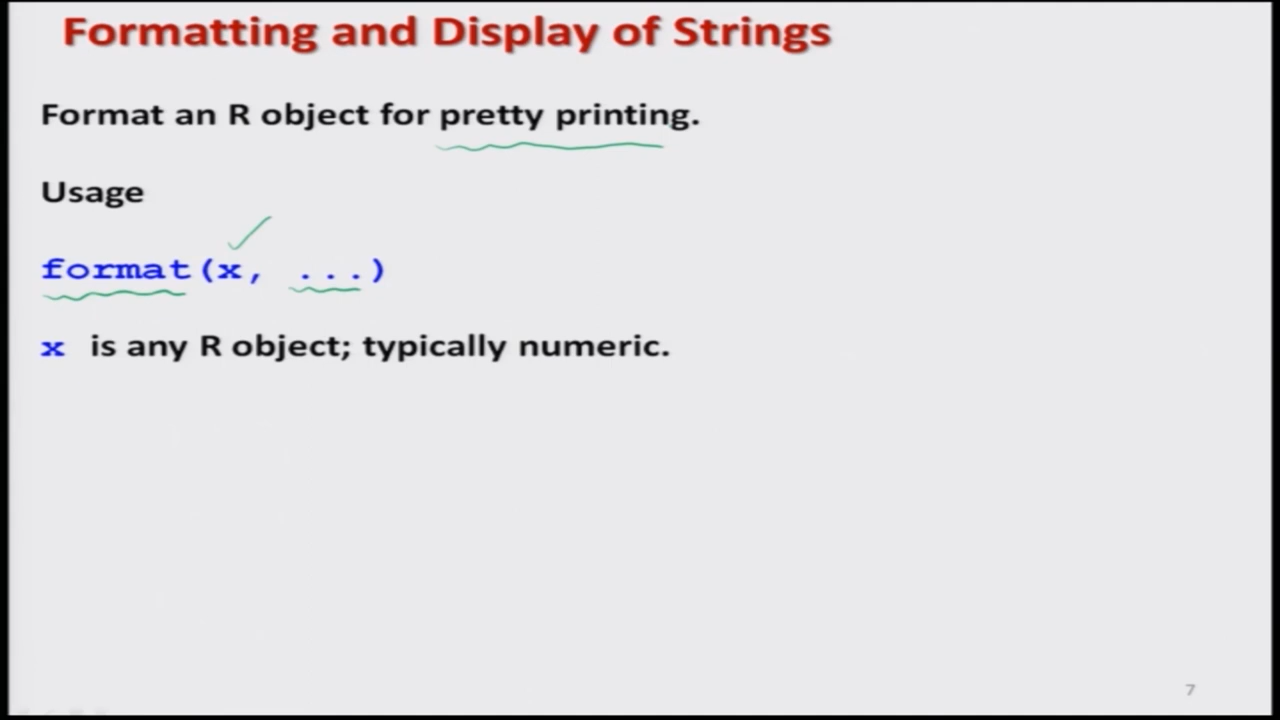 Formatting and Display of Strings
Format an R object for pretty printing.
Usage
format(x, ...)
x is any R object; typically numeric.
7